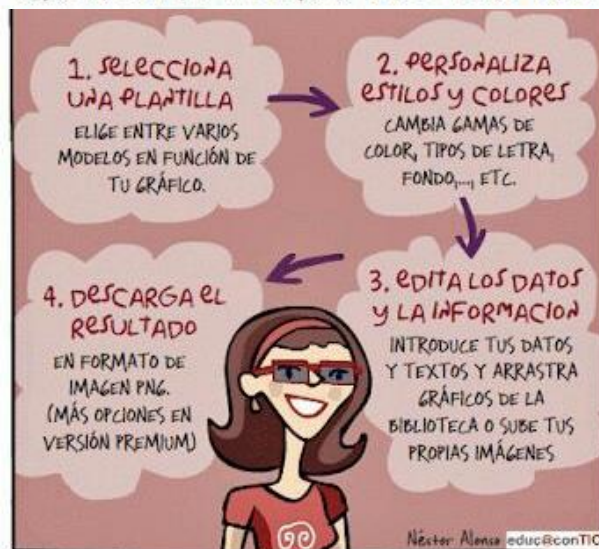 1. SELECCIONA
UNA PLANTILLA
ELIGE ENTRE VARIOS
MODELOS EN FUNCIÓN DE
TU GRÁFICO.
2. PERSONALIZA
ESTILOS Y COLORES
CAMBIA GAMAS DE
COLOR, TIPOS DE LETRA,
FONDO,..., ETC.
3. EDITA LOS DATOS
Y LA INFORMACION
INTRODUCE TUS DATOS
Y TEXTOS Y ARRASTRA
GRÁFICOS DE LA
BIBLIOTECA O SUBE TUS
PROPIAS IMÁGENES
4. DESCARGA EL
RESULTADO
EN FORMATO DE
IMAGEN PNG.
(MÁS OPCIONES EN
VERSIÓN PREMIUM)
Néstor Alonso educ@conTIC